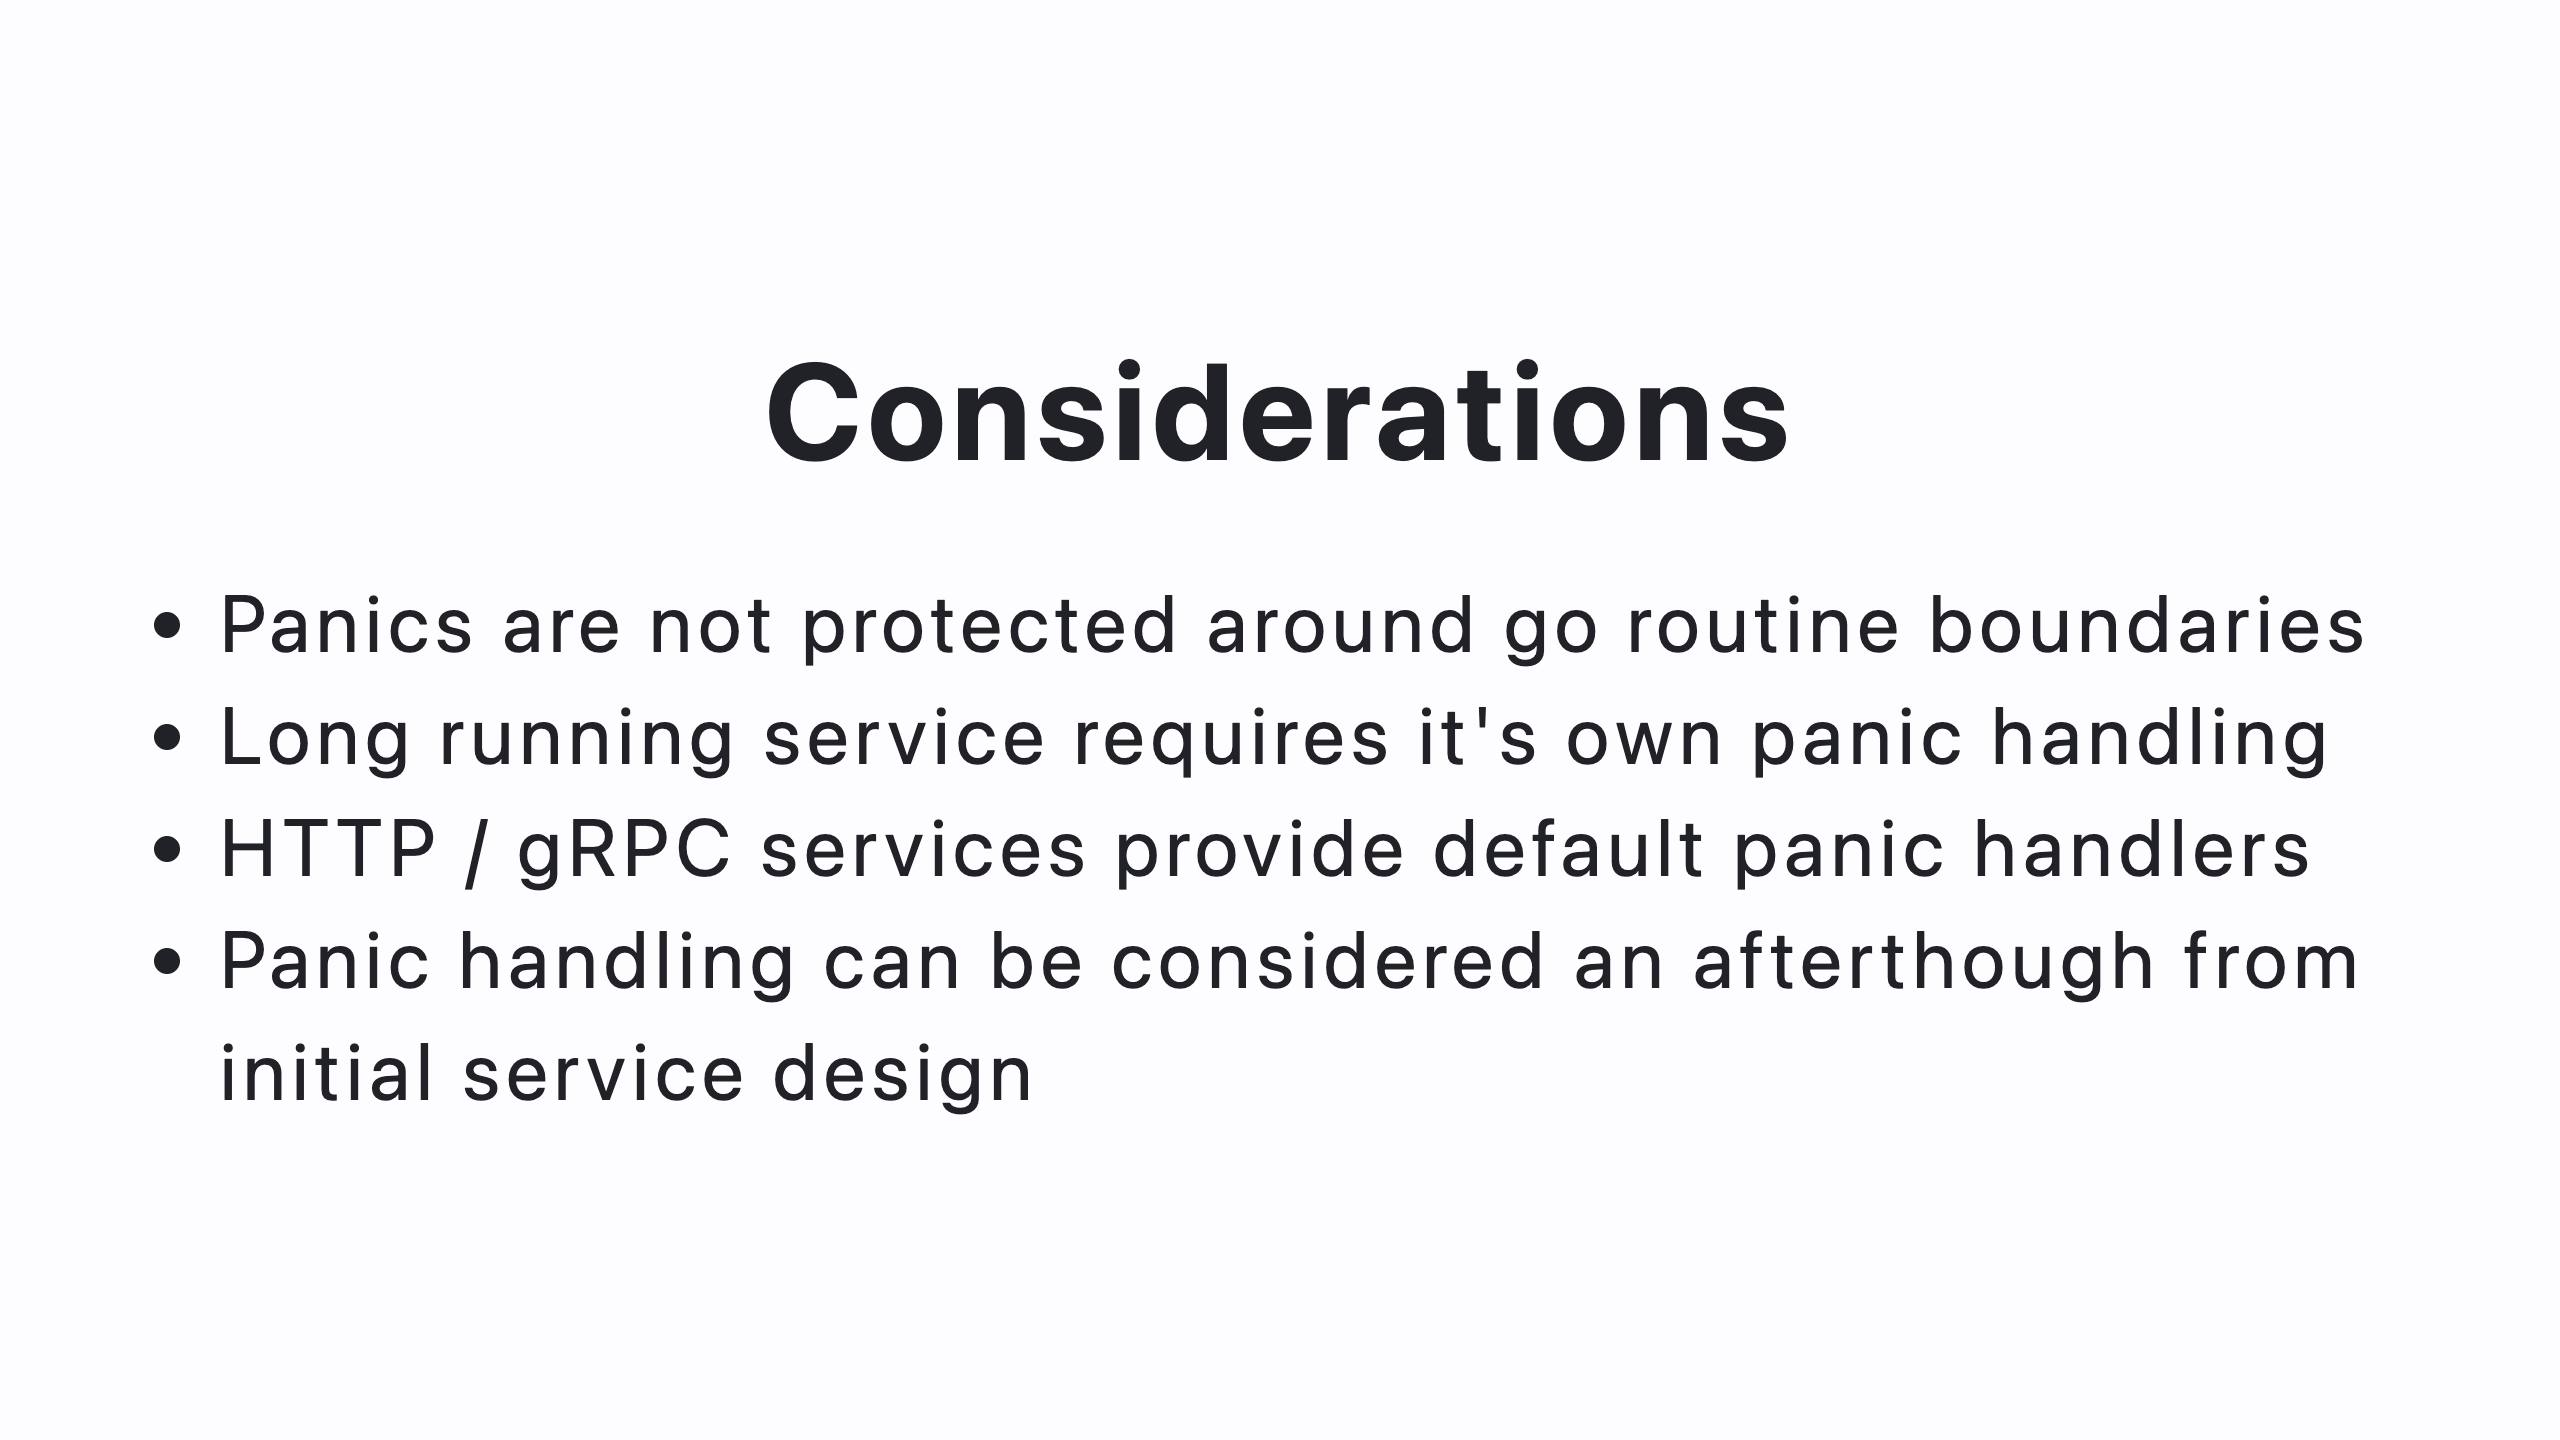 Considerations
• Panics are not protected around go routine boundaries
• Long running service requires it's own panic handling
• HTTP / gRPC services provide default panic handlers
• Panic handling can be considered an afterthough from
initial service design